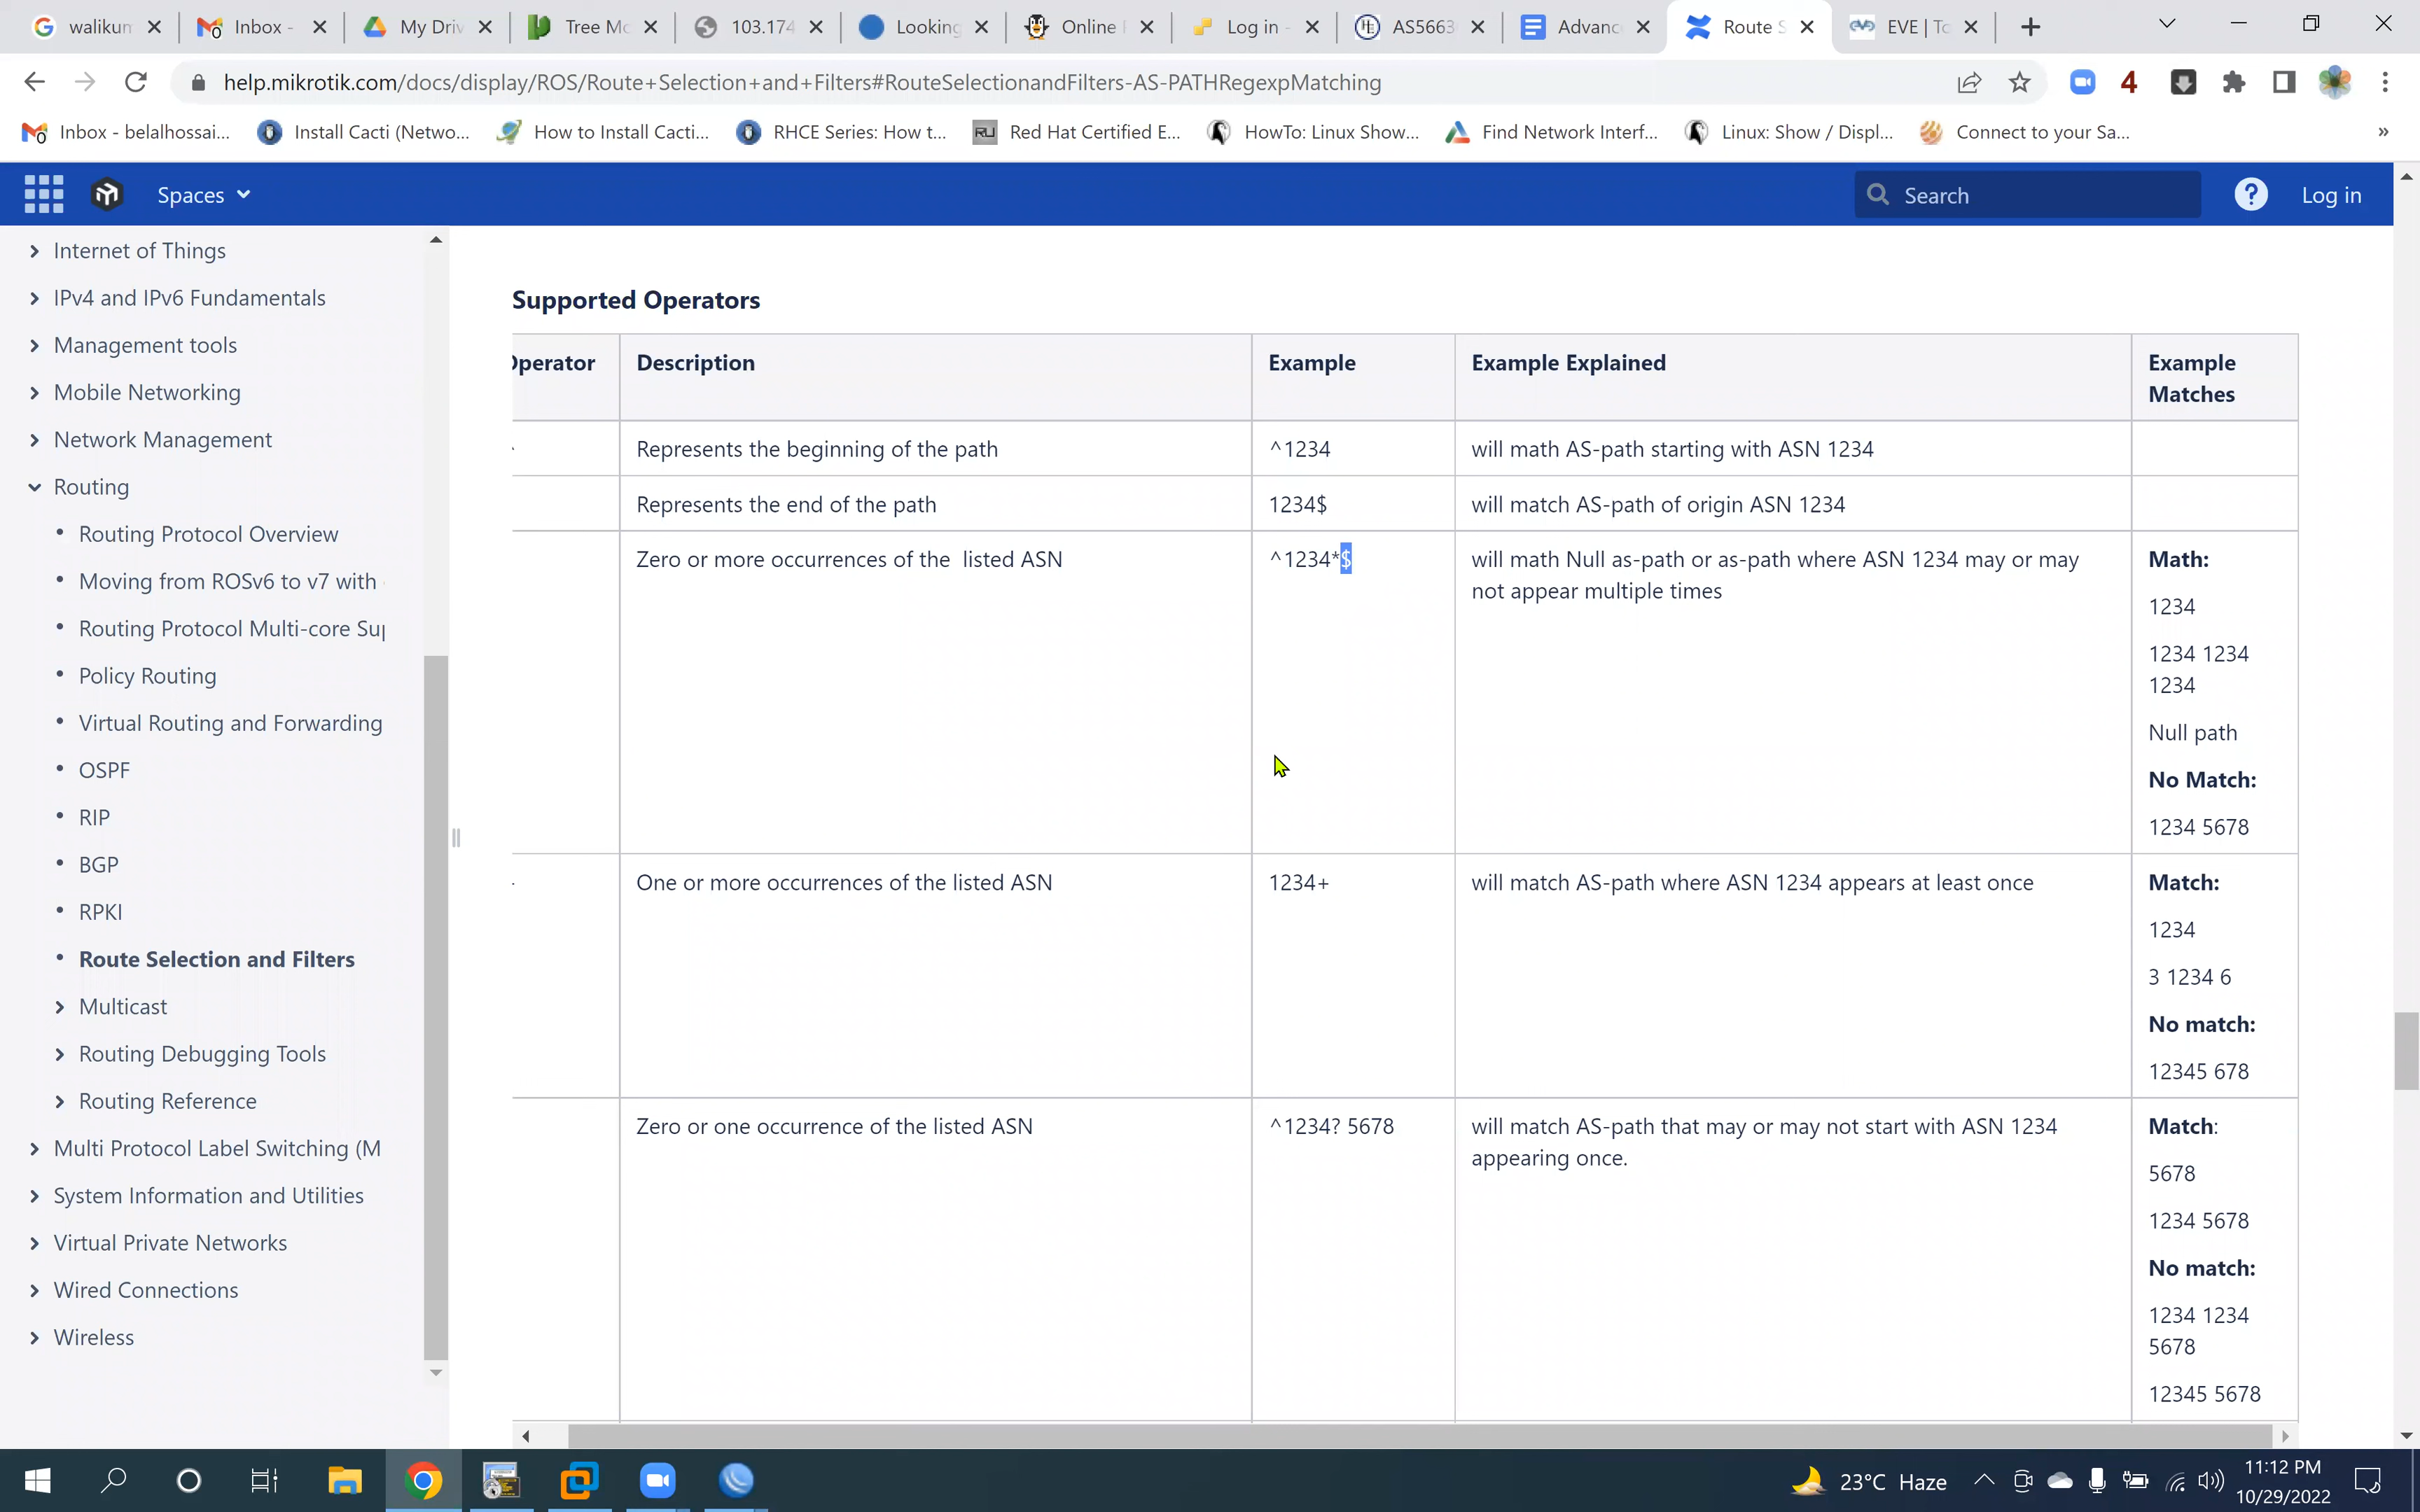 walikum
Inbox -
My Driv
Tree Mo
103.174
Looking
Online
Log in -
AS5663
Advanc
Route S
EVE | To
help.mikrotik.com/docs/display/ROS/Route+Selection+and+Filters#RouteSelectionandFilters-AS-PATHRegexpMatching
4
Inbox - belalhossai...
Install Cacti (Netwo...
How to Install Cacti...
RHCE Series: How t...
RU
Red Hat Certified E...
HowTo: Linux Show...
Find Network Interf...
Linux: Show / Displ...
Connect to your Sa...
»
Spaces
Search
Log in
Internet of Things
IPv4 and IPv6 Fundamentals
Management tools
Mobile Networking
Network Management
Routing
Routing Protocol Overview
Moving from ROSv6 to v7 with
Routing Protocol Multi-core Sup
Policy Routing
Virtual Routing and Forwarding
OSPF
RIP
BGP
RPKI
Route Selection and Filters
Multicast
Routing Debugging Tools
Routing Reference
Multi Protocol Label Switching (M
System Information and Utilities
Virtual Private Networks
Wired Connections
Wireless
Supported Operators
Operator Description Example Example Explained Example
Matches
Represents the beginning of the path ^1234 will math AS-path starting with ASN 1234
Represents the end of the path 1234$ will match AS-path of origin ASN 1234
Zero or more occurrences of the listed ASN ^1234*$ will math Null as-path or as-path where ASN 1234 may or may
not appear multiple times
Math:
1234
1234 1234
1234
Null path
No Match:
1234 5678
One or more occurrences of the listed ASN 1234+ will match AS-path where ASN 1234 appears at least once
Match:
1234
3 1234 6
No match:
12345 678
Zero or one occurrence of the listed ASN ^1234? 5678 will match AS-path that may or may not start with ASN 1234
appearing once.
Match:
5678
1234 5678
No match:
1234 1234
5678
12345 5678
23°C Haze
11:12 PM
10/29/2022